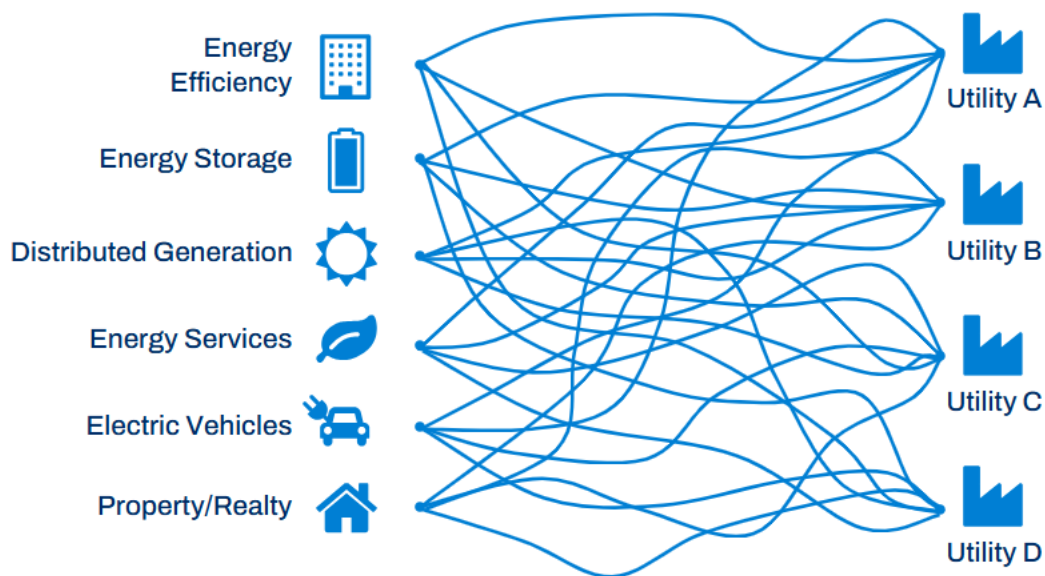 Energy
Efficiency
Energy Storage
Distributed Generation
Energy Services
Electric Vehicles
Property/Realty
Utility A
Utility B
Utility C
Utility D